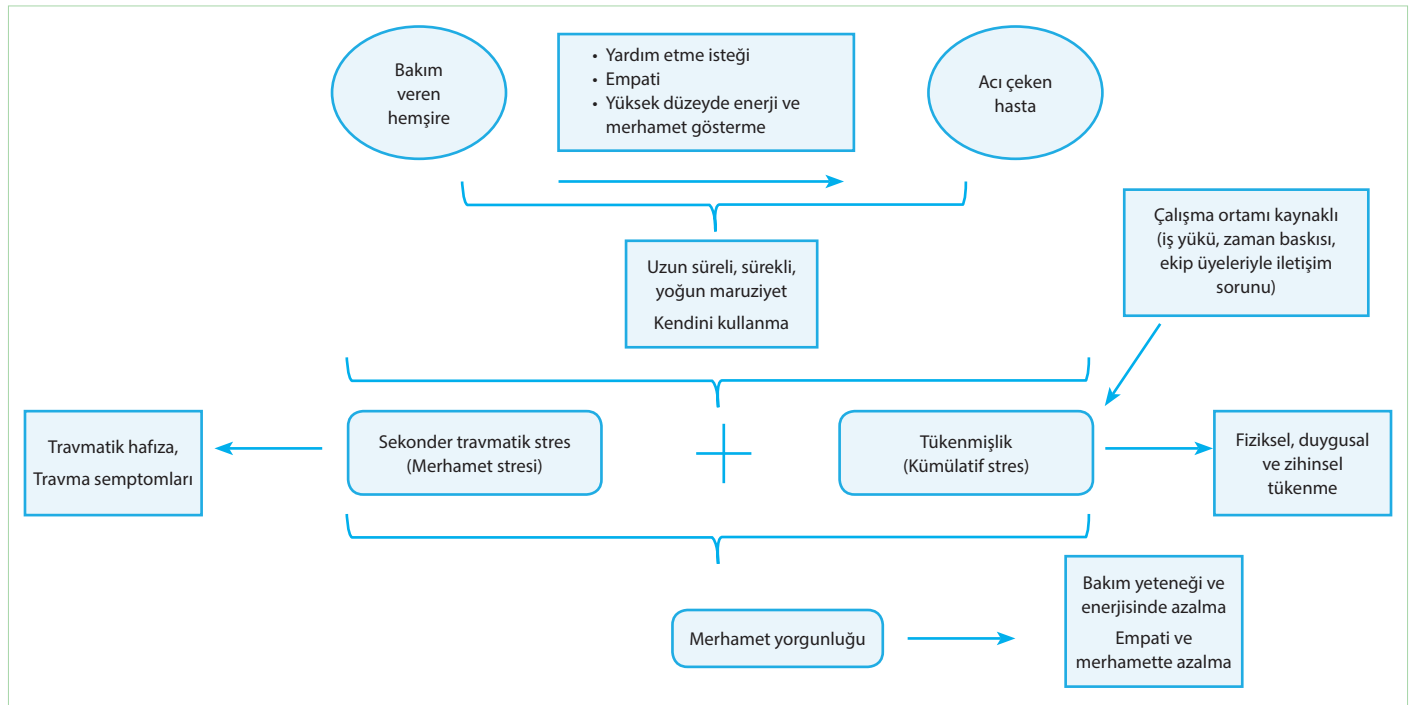 Bakım
veren
hemşire
• Yardım etme isteği
• Empati
• Yüksek düzeyde enerji ve
merhamet gösterme
Acı çeken
hasta
Uzun süreli, sürekli,
yoğun maruziyet
Kendini kullanma
Çalışma ortamı kaynaklı
(iş yükü, zaman baskısı,
ekip üyeleriyle iletişim
sorunu)
Travmatik hafıza,
Travma semptomları
Sekonder travmatik stres
(Merhamet stresi)
Tükenmişlik
(Kümülatif stres)
Fiziksel, duygusal
ve zihinsel
tükenme
Merhamet yorgunluğu
Bakım yeteneği ve
enerjisinde azalma
Empati ve
merhamette azalma